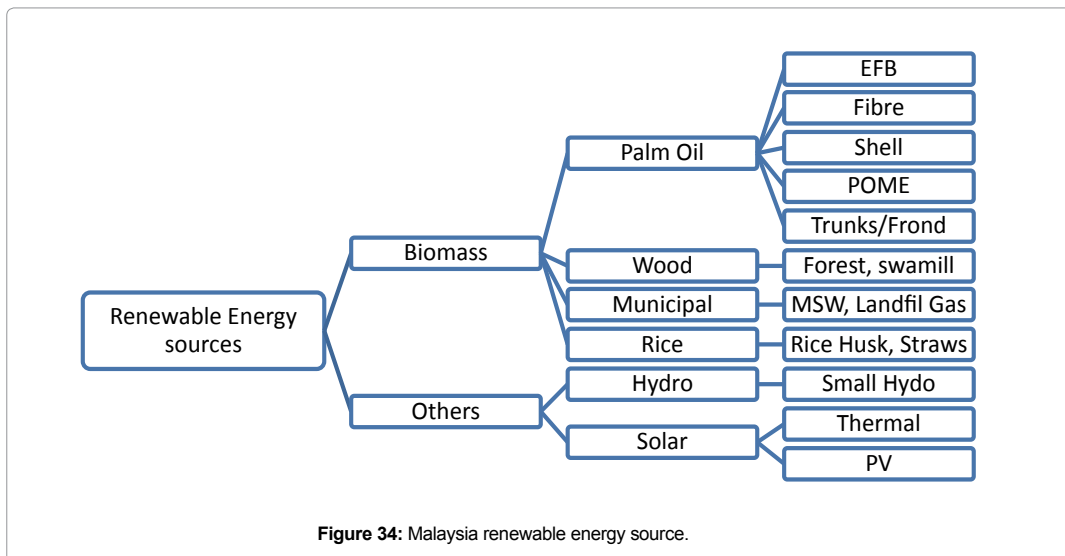 Renewable Energy
sources
Biomass
Others
Palm Oil
Wood
Municipal
Rice
Hydro
Solar
EFB
Fibre
Shell
POME
Trunks/Frond
Forest, swamill
MSW, Landfil Gas
Rice Husk, Straws
Small Hydo
Thermal
PV
Figure 34: Malaysia renewable energy source.